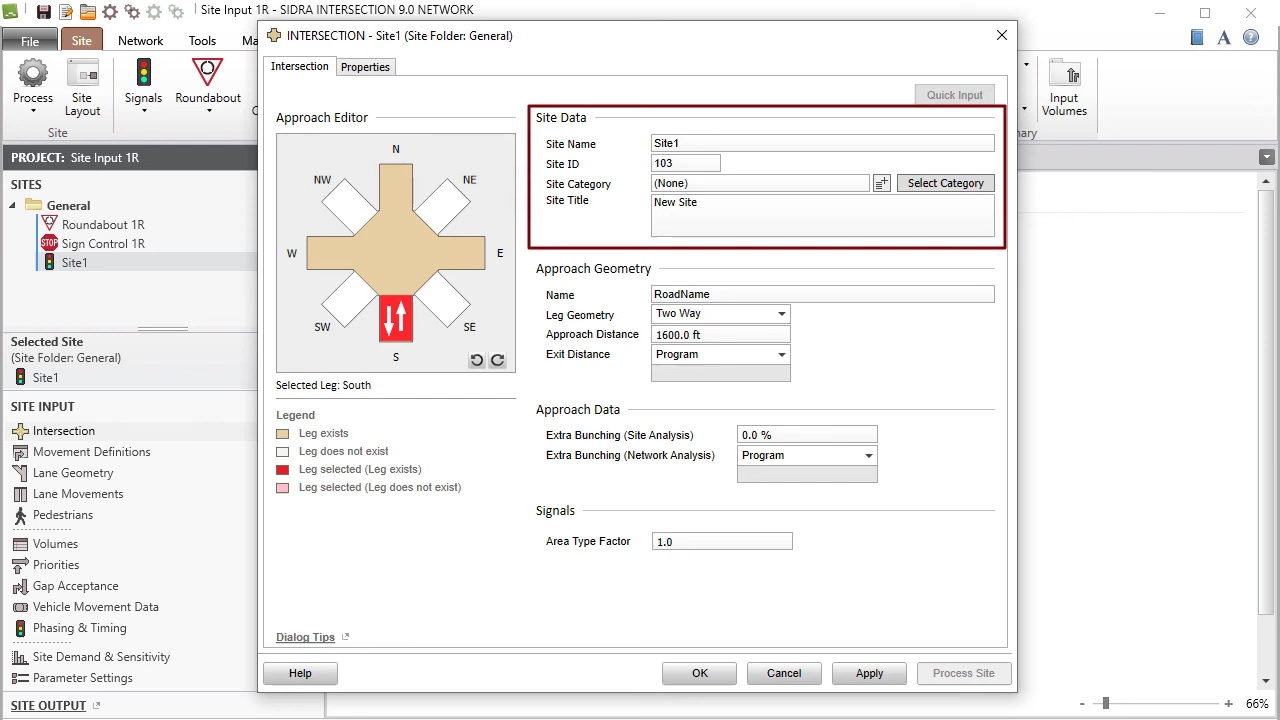 Site Input 1R - SIDRA INTERSECTION 9.0 NETWORK
File
Site
Network
Tools
Process
Site Layout
Signals
Roundabout
Site
Input Volumes
PROJECT: Site Input 1R
SITES
General
Roundabout 1R
Sign Control 1R
Site1
Selected Site
(Site Folder: General)
Site1
SITE INPUT
Intersection
Movement Definitions
Lane Geometry
Lane Movements
Pedestrians
Volumes
Priorities
Gap Acceptance
Vehicle Movement Data
Phasing & Timing
Site Demand & Sensitivity
Parameter Settings
SITE OUTPUT
INTERSECTION - Site1 (Site Folder: General)
Intersection
Properties
Quick Input
Approach Editor
N
NW
NE
W
E
SW
SE
S
Selected Leg: South
Legend
Leg exists
Leg does not exist
Leg selected (Leg exists)
Leg selected (Leg does not exist)
Dialog Tips
Site Data
Site Name Site1
Site ID 103
Site Category (None) Select Category
Site Title New Site
Approach Geometry
Name RoadName
Leg Geometry Two Way
Approach Distance 1600.0 ft
Exit Distance Program
Approach Data
Extra Bunching (Site Analysis) 0.0 %
Extra Bunching (Network Analysis) Program
Signals
Area Type Factor 1.0
Help
OK
Cancel
Apply
Process Site
66%